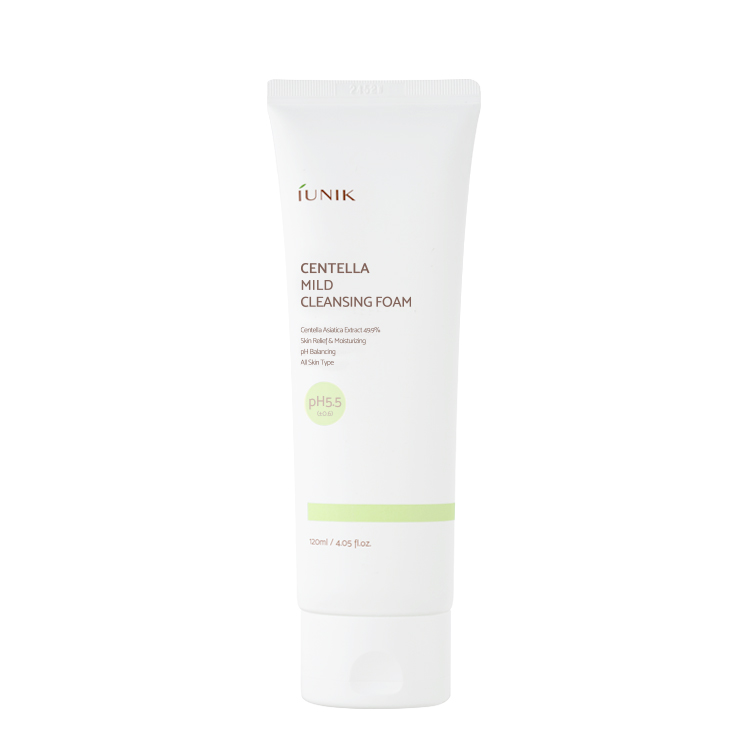 iUNIK
CENTELLA
MILD
CLEANSING FOAM
Centella Asiatica Extract 49.9%
Skin Relief & Moisturizing
pH Balancing
All Skin Type
pH5.5
120ml / 4.05 fl.oz.